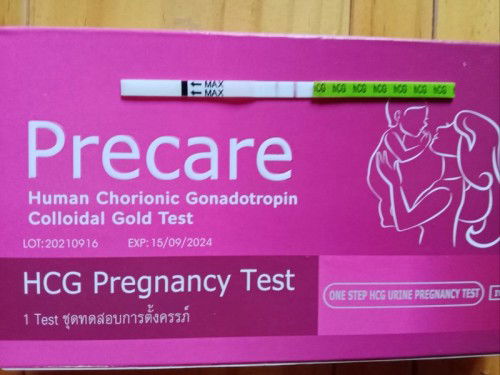 MAX
MAX
hCG hCG hCG hCG hCG hCG hCG
Precare
Human Chorionic Gonadotropin
Colloidal Gold Test
LOT:20210916 EXP: 15/09/2024
HCG Pregnancy Test
ONE STEP HCG URINE PREGNANCY TEST
1 Test ชุดทดสอบการตั้งครรภ์